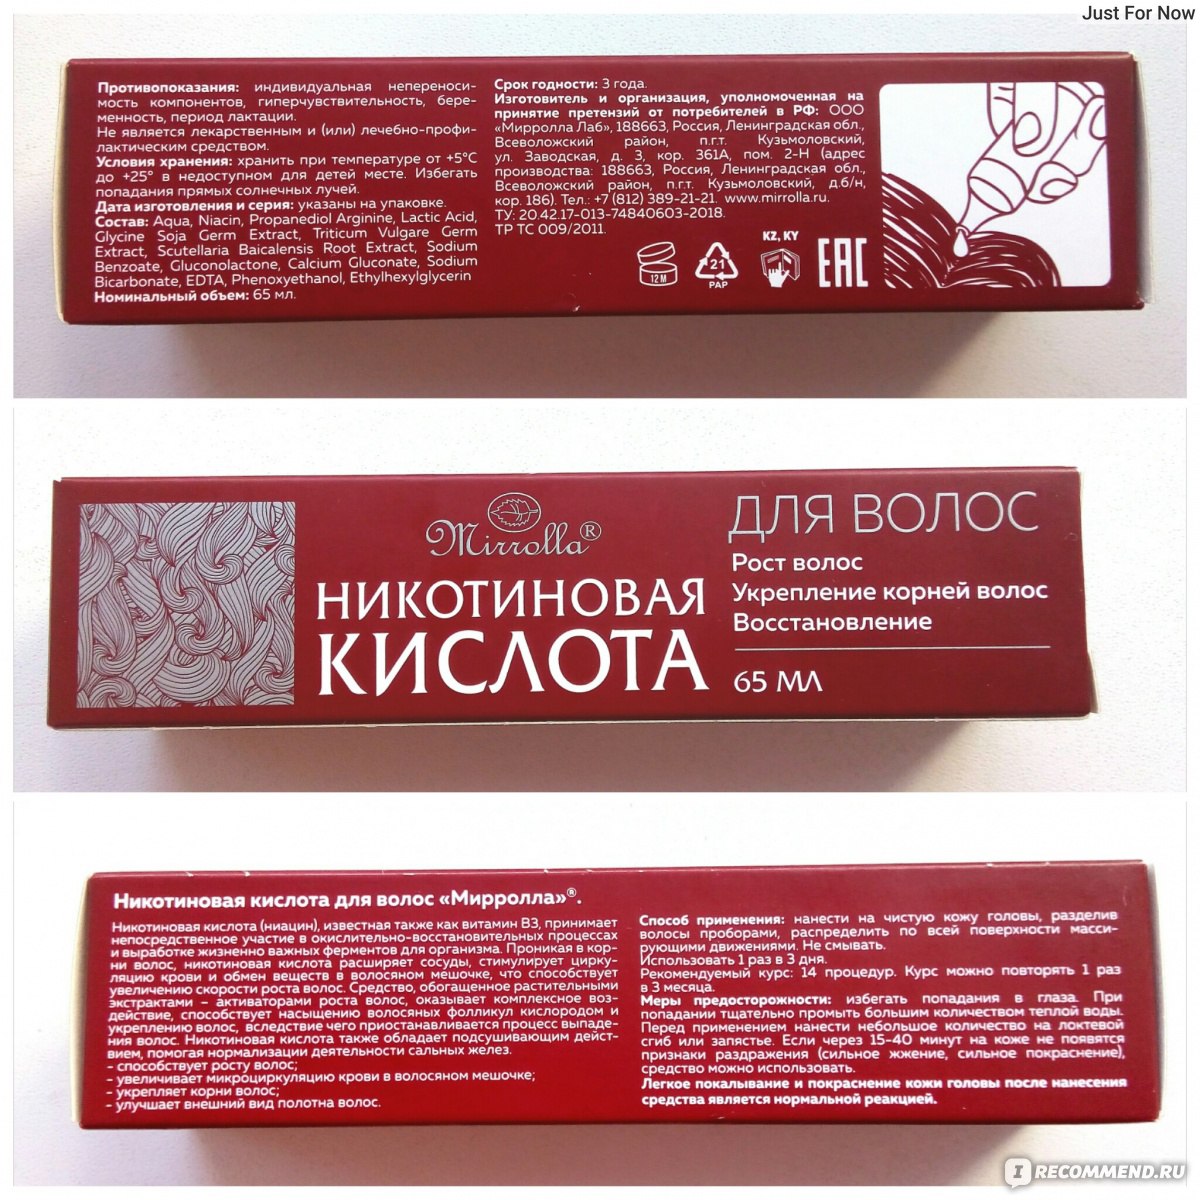 Just For Now
Противопоказания: индивидуальная непереноси-
мость компонентов, гиперчувствительность, бере-
менность, период лактации.
Не является лекарственным и (или) лечебно-профи-
лактическим средством.
Условия хранения: хранить при температуре от +5°C
до +25° в недоступном для детей месте. Избегать
попадания прямых солнечных лучей.
Дата изготовления и серия: указаны на упаковке.
Состав: Aqua, Niacin, Propanediol Arginine, Lactic Acid,
Glycine Soja Germ Extract, Triticum Vulgare Germ
Extract, Scutellaria Baicalensis Root Extract, Sodium
Benzoate, Gluconolactone, Calcium Gluconate, Sodium
Bicarbonate, EDTA, Phenoxyethanol, Ethylhexylglycerin
Номинальный объем: 65 мл.
Срок годности: 3 года.
Изготовитель и организация, уполномоченная на
принятие претензий от потребителей в РФ: ООО
«Мирролла Лаб», 188663, Россия, Ленинградская обл.,
Всеволожский район, п.г.т. Кузьмоловский,
ул. Заводская, д. 3, кор. 361А, пом. 2-Н (адрес
производства: 188663, Россия, Ленинградская обл.,
Всеволожский район, п.г.т. Кузьмоловский, д.б/н,
кор. 186). Тел.: +7 (812) 389-21-21. www.mirrolla.ru.
ТУ: 20.42.17-013-74840603-2018.
ТР ТС 009/2011.
12 M
21
PAP
KZ, KY
EAC
Mirrolla®
НИКОТИНОВАЯ
КИСЛОТА
ДЛЯ ВОЛОС
Рост волос
Укрепление корней волос
Восстановление
65 МЛ
Никотиновая кислота для волос «Мирролла»®.
Никотиновая кислота (ниацин), известная также как витамин В3, принимает
непосредственное участие в окислительно-восстановительных процессах
и выработке жизненно важных ферментов для организма. Проникая в кор-
ни волос, никотиновая кислота расширяет сосуды, стимулирует цирку-
ляцию крови и обмен веществ в волосяном мешочке, что способствует
увеличению скорости роста волос. Средство, обогащенное растительными
экстрактами – активаторами роста волос, оказывает комплексное воз-
действие, способствует насыщению волосяных фолликул кислородом и
укреплению волос, вследствие чего приостанавливается процесс выпаде-
ния волос. Никотиновая кислота также обладает подсушивающим дейст-
вием, помогая нормализации деятельности сальных желез.
- способствует росту волос;
- увеличивает микроциркуляцию крови в волосяном мешочке;
- укрепляет корни волос;
- улучшает внешний вид полотна волос.
Способ применения: нанести на чистую кожу головы, разделив
волосы проборами, распределить по всей поверхности масси-
рующими движениями. Не смывать.
Использовать 1 раз в 3 дня.
Рекомендуемый курс: 14 процедур. Курс можно повторять 1 раз
в 3 месяца.
Меры предосторожности: избегать попадания в глаза. При
попадании тщательно промыть большим количеством теплой воды.
Перед применением нанести небольшое количество на локтевой
сгиб или запястье. Если через 15-40 минут на коже не появятся
признаки раздражения (сильное жжение, сильное покраснение),
средство можно использовать.
Легкое покалывание и покраснение кожи головы после нанесения
средства является нормальной реакцией.
IRECOMMEND.RU